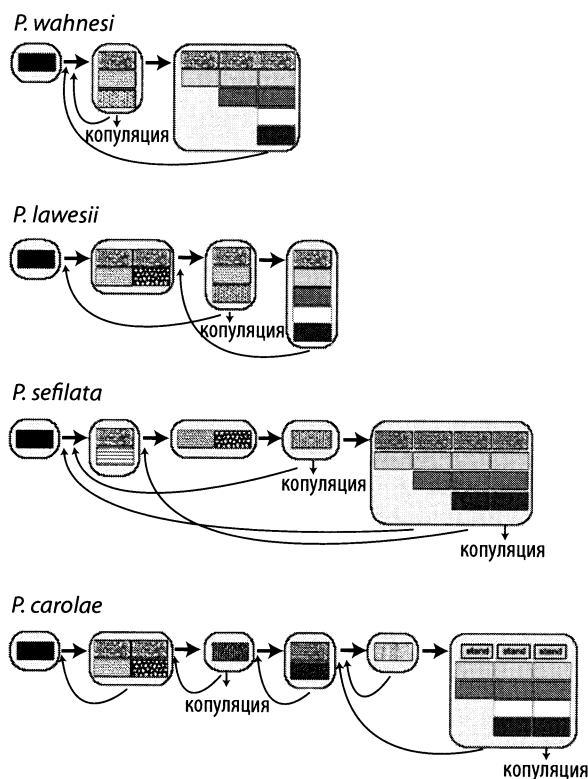 P. wahnesi
копуляция
P. lawesii
копуляция
P. sefilata
копуляция
копуляция
P. carolae
stand stand stand
копуляция
копуляция